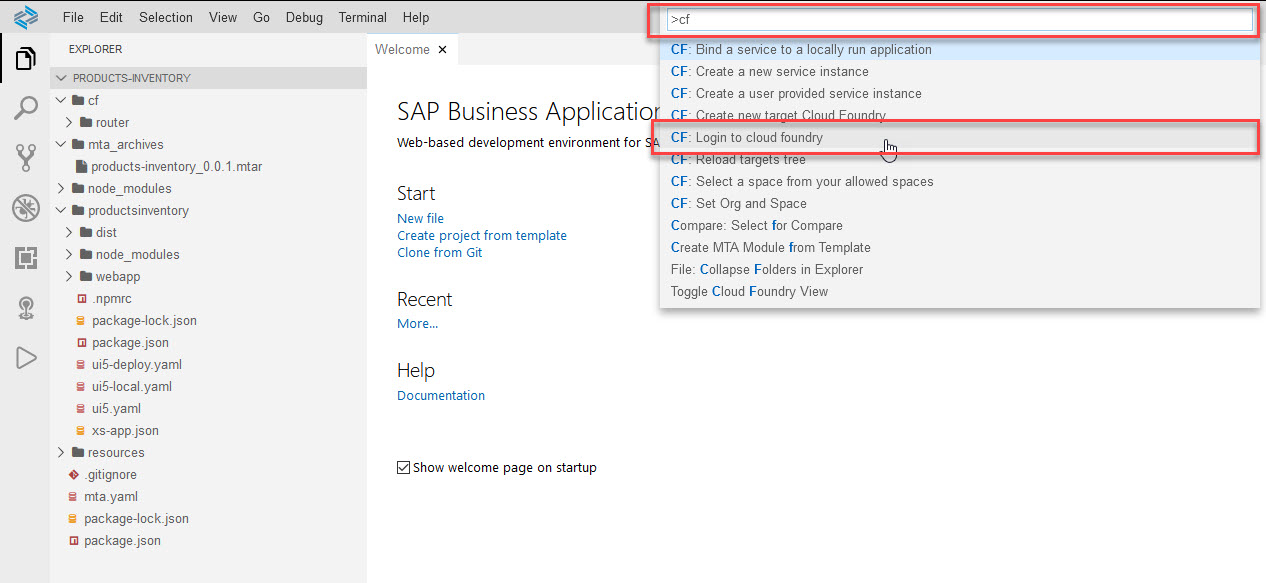 File Edit Selection View Go Debug Terminal Help
>cf
EXPLORER
PRODUCTS-INVENTORY
cf
router
mta_archives
products-inventory_0.0.1.mtar
node_modules
productsinventory
dist
node_modules
webapp
.npmrc
package-lock.json
package.json
ui5-deploy.yaml
ui5-local.yaml
ui5.yaml
xs-app.json
resources
.gitignore
mta.yaml
package-lock.json
package.json
Welcome
SAP Business Application
Web-based development environment for SA
Start
New file
Create project from template
Clone from Git
Recent
More...
Help
Documentation
Show welcome page on startup
CF: Bind a service to a locally run application
CF: Create a new service instance
CF: Create a user provided service instance
CF: Create new target Cloud Foundry
CF: Login to cloud foundry
CF: Reload targets tree
CF: Select a space from your allowed spaces
CF: Set Org and Space
Compare: Select for Compare
Create MTA Module from Template
File: Collapse Folders in Explorer
Toggle Cloud Foundry View